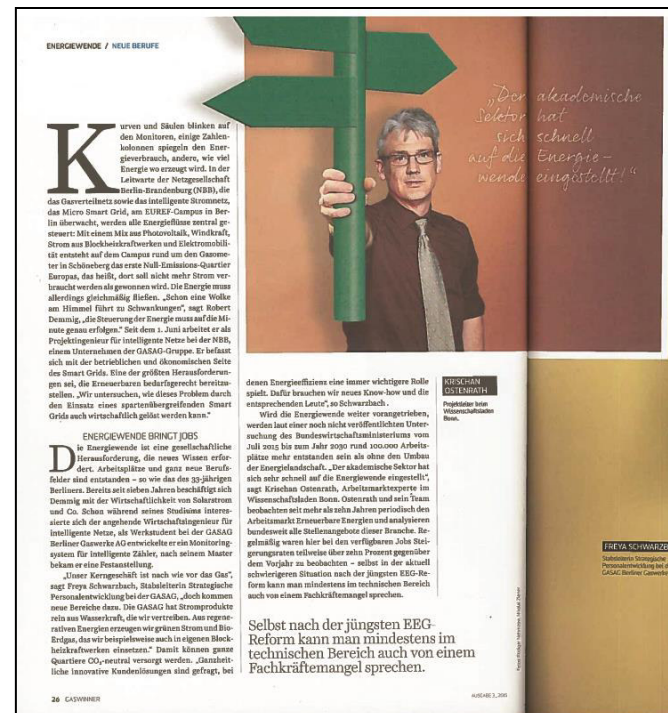 ENERGIEWENDE / NEUE BERUFE
„Der akademische
Sektor hat
sich schnell
auf die Energie-
wende eingestellt!“
Kurven und Säulen blinken auf
den Monitoren, einige Zahlen-
kolonnen spiegeln den Ener-
gieverbrauch, andere, wie viel
Energie wo erzeugt wird. In der
Leitwarte der Netzgesellschaft
Berlin-Brandenburg (NBB), die
das Gasverteilnetz sowie das intelligente Stromnetz,
das Micro Smart Grid, am EUREF-Campus in Ber-
lin überwacht, werden alle Energieflüsse zentral ge-
steuert: Mit einem Mix aus Photovoltaik, Windkraft,
Strom aus Blockheizkraftwerken und Elektromobili-
tät entsteht auf dem Campus rund um den Gasome-
ter in Schöneberg das erste Null-Emissions-Quartier
Europas, das heißt, dort soll nicht mehr Strom ver-
braucht werden als gewonnen wird. Die Energie muss
allerdings gleichmäßig fließen. „Schon eine Wolke
am Himmel führt zu Schwankungen“, sagt Robert
Demmig, „die Steuerung der Energie muss auf die Mi-
nute genau erfolgen.“ Seit dem 1. Juni arbeitet er als
Projektingenieur für intelligente Netze bei der NBB,
einem Unternehmen der GASAG-Gruppe. Er befasst
sich mit der betrieblichen und ökonomischen Seite
des Smart Grids. Eine der größten Herausforderun-
gen sei, die Erneuerbaren bedarfsgerecht bereitzu-
stellen. „Wir untersuchen, wie dieses Problem durch
den Einsatz eines spartenübergreifenden Smart
Grids auch wirtschaftlich gelöst werden kann.“
ENERGIEWENDE BRINGT JOBS
Die Energiewende ist eine gesellschaftliche
Herausforderung, die neues Wissen erfor-
dert. Arbeitsplätze und ganz neue Berufs-
felder sind entstanden – so wie das des 33-jährigen
Berliners. Bereits seit sieben Jahren beschäftigt sich
Demmig mit der Wirtschaftlichkeit von Solarstrom
und Co. Schon während seines Studiums interes-
sierte sich der angehende Wirtschaftsingenieur für
intelligente Netze, als Werkstudent bei der GASAG
Berliner Gaswerke AG entwickelte er ein Monitoring-
system für intelligente Zähler, nach seinem Master
bekam er eine Festanstellung.
„Unser Kerngeschäft ist nach wie vor das Gas“,
sagt Freya Schwarzbach, Stabsleiterin Strategische
Personalentwicklung bei der GASAG, „doch kommen
neue Bereiche dazu. Die GASAG hat Stromprodukte
rein aus Wasserkraft, die wir vertreiben. Aus regene-
rativen Energien erzeugen wir grünen Strom und Bio-
Erdgas, das wir beispielsweise auch in eigenen Block-
heizkraftwerken einsetzen.“ Damit können ganze
Quartiere CO₂-neutral versorgt werden. „Ganzheit-
liche innovative Kundenlösungen sind gefragt, bei
denen Energieeffizienz eine immer wichtigere Rolle
spielt. Dafür brauchen wir neues Know-how und die
entsprechenden Leute“, so Schwarzbach.
Wird die Energiewende weiter vorangetrieben,
werden laut einer noch nicht veröffentlichten Unter-
suchung des Bundeswirtschaftsministeriums vom
Juli 2015 bis zum Jahr 2030 rund 100.000 Arbeits-
plätze mehr entstanden sein als ohne den Umbau
der Energielandschaft. „Der akademische Sektor hat
sich sehr schnell auf die Energiewende eingestellt“,
sagt Krischan Ostenrath, Arbeitsmarktexperte im
Wissenschaftsladen Bonn. Ostenrath und sein Team
beobachten seit mehr als zehn Jahren periodisch den
Arbeitsmarkt Erneuerbare Energien und analysieren
bundesweit alle Stellenangebote dieser Branche. Re-
gelmäßig waren hier bei den verfügbaren Jobs Stei-
gerungsraten teilweise über zehn Prozent gegenüber
dem Vorjahr zu beobachten – selbst in der aktuell
schwierigeren Situation nach der jüngsten EEG-Re-
form kann man mindestens im technischen Bereich
auch von einem Fachkräftemangel sprechen.
Selbst nach der jüngsten EEG-
Reform kann man mindestens im
technischen Bereich auch von einem
Fachkräftemangel sprechen.
KRISCHAN
OSTENRATH
Projektleiter beim
Wissenschaftsladen
Bonn.
FREYA SCHWARZB
Stabsleiterin Strategische
Personalentwicklung bei d
GASAG Berliner Gaswerke
26 GASWINNER
AUSGABE 3_2015